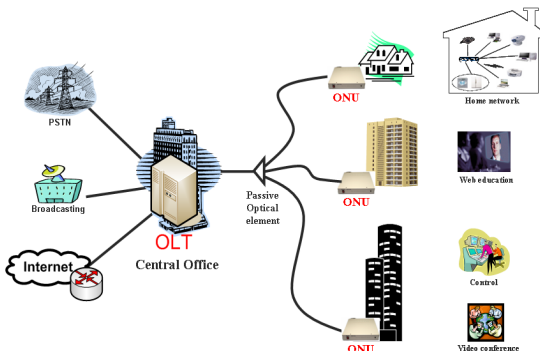 PSTN
Broadcasting
Internet
OLT
Central Office
Passive
Optical
element
ONU
Home network
ONU
Web education
Control
ONU
Video conference